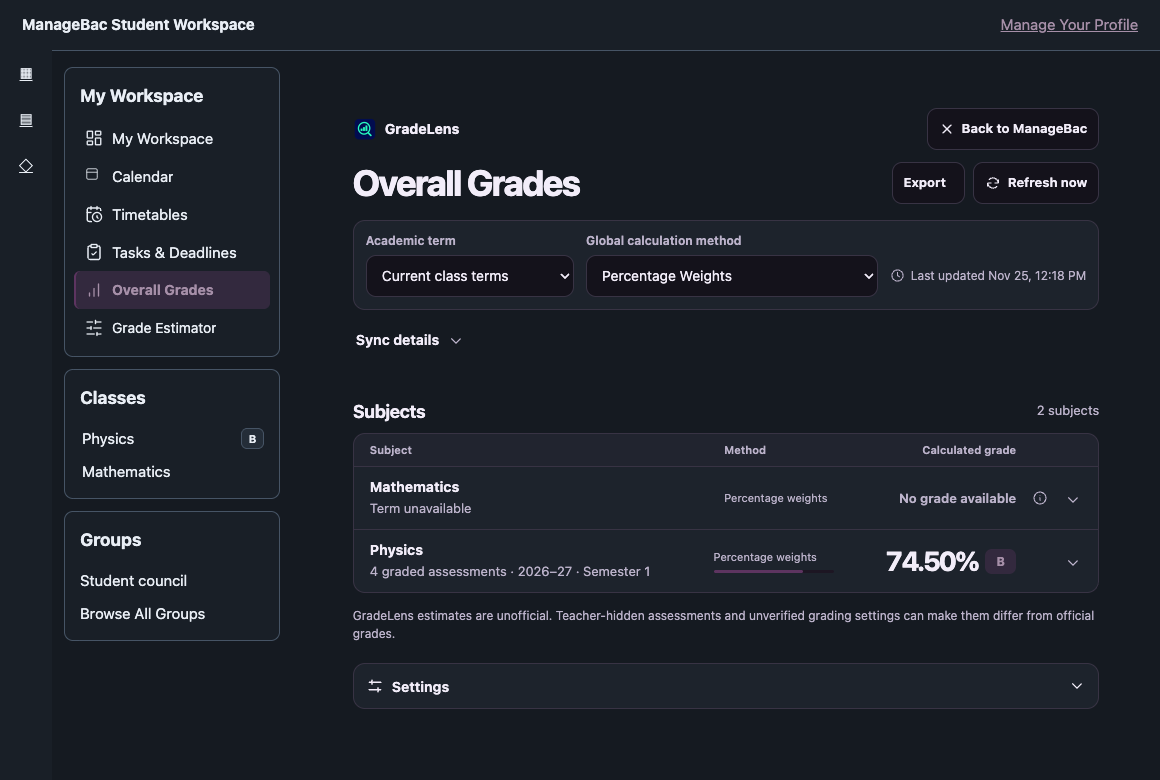 ManageBac Student Workspace
Manage Your Profile
My Workspace
My Workspace
Calendar
Timetables
Tasks & Deadlines
Overall Grades
Grade Estimator
Classes
Physics B
Mathematics
Groups
Student council
Browse All Groups
GradeLens
Back to ManageBac
Overall Grades
Export
Refresh now
Academic term
Global calculation method
Current class terms
Percentage Weights
Last updated Nov 25, 12:18 PM
Sync details
Subjects
2 subjects
Subject Method Calculated grade
Mathematics
Term unavailable
Percentage weights
No grade available
Physics
4 graded assessments · 2026–27 · Semester 1
Percentage weights
74.50% B
GradeLens estimates are unofficial. Teacher-hidden assessments and unverified grading settings can make them differ from official
grades.
Settings